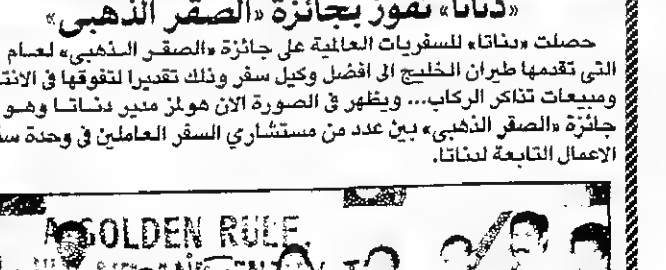 «دناتا» تفوز بجائزة «الصقر الذهبي»
حصلت «دناتا» للسفريات العالمية على جائزة «الصقر الذهبي» لعام
التي تقدمها طيران الخليج الى افضل وكيل سفر وذلك تقديرا لتفوقها في
ومبيعات تذاكر الركاب... ويظهر في الصورة الان هولمز مدير دناتا وهو
جائزة «الصقر الذهبي» بين عدد من مستشاري السفر العاملين في وحدة
الاعمال التابعة لدناتا.
A GOLDEN RULE